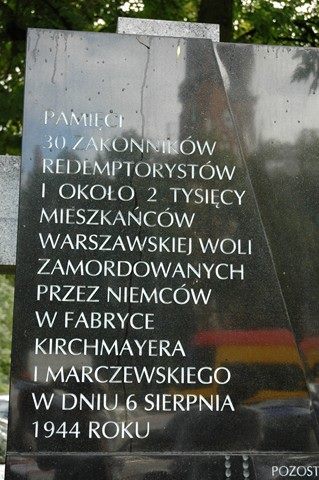 PAMIĘCI
30 ZAKONNIKÓW
REDEMPTORYSTÓW
I OKOŁO 2 TYSIĘCY
MIESZKAŃCÓW
WARSZAWSKIEJ WOLI
ZAMORDOWANYCH
PRZEZ NIEMCÓW
W FABRYCE
KIRCHMAYERA
I MARCZEWSKIEGO
W DNIU 6 SIERPNIA
1944 ROKU
POZOST